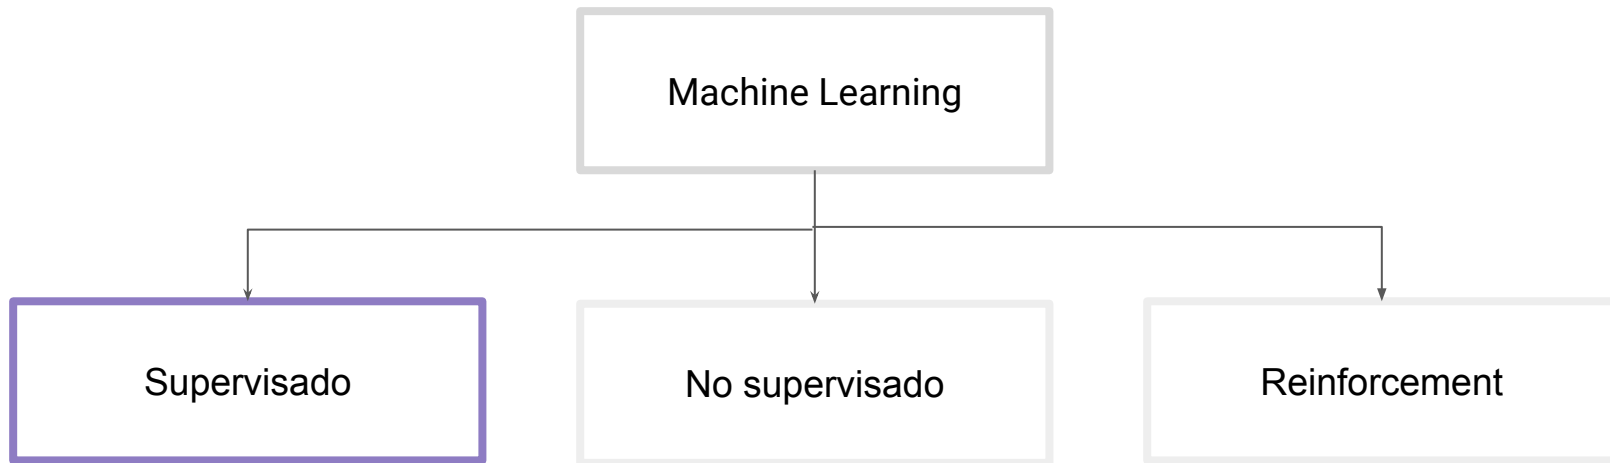 Machine Learning
Supervisado
No supervisado
Reinforcement